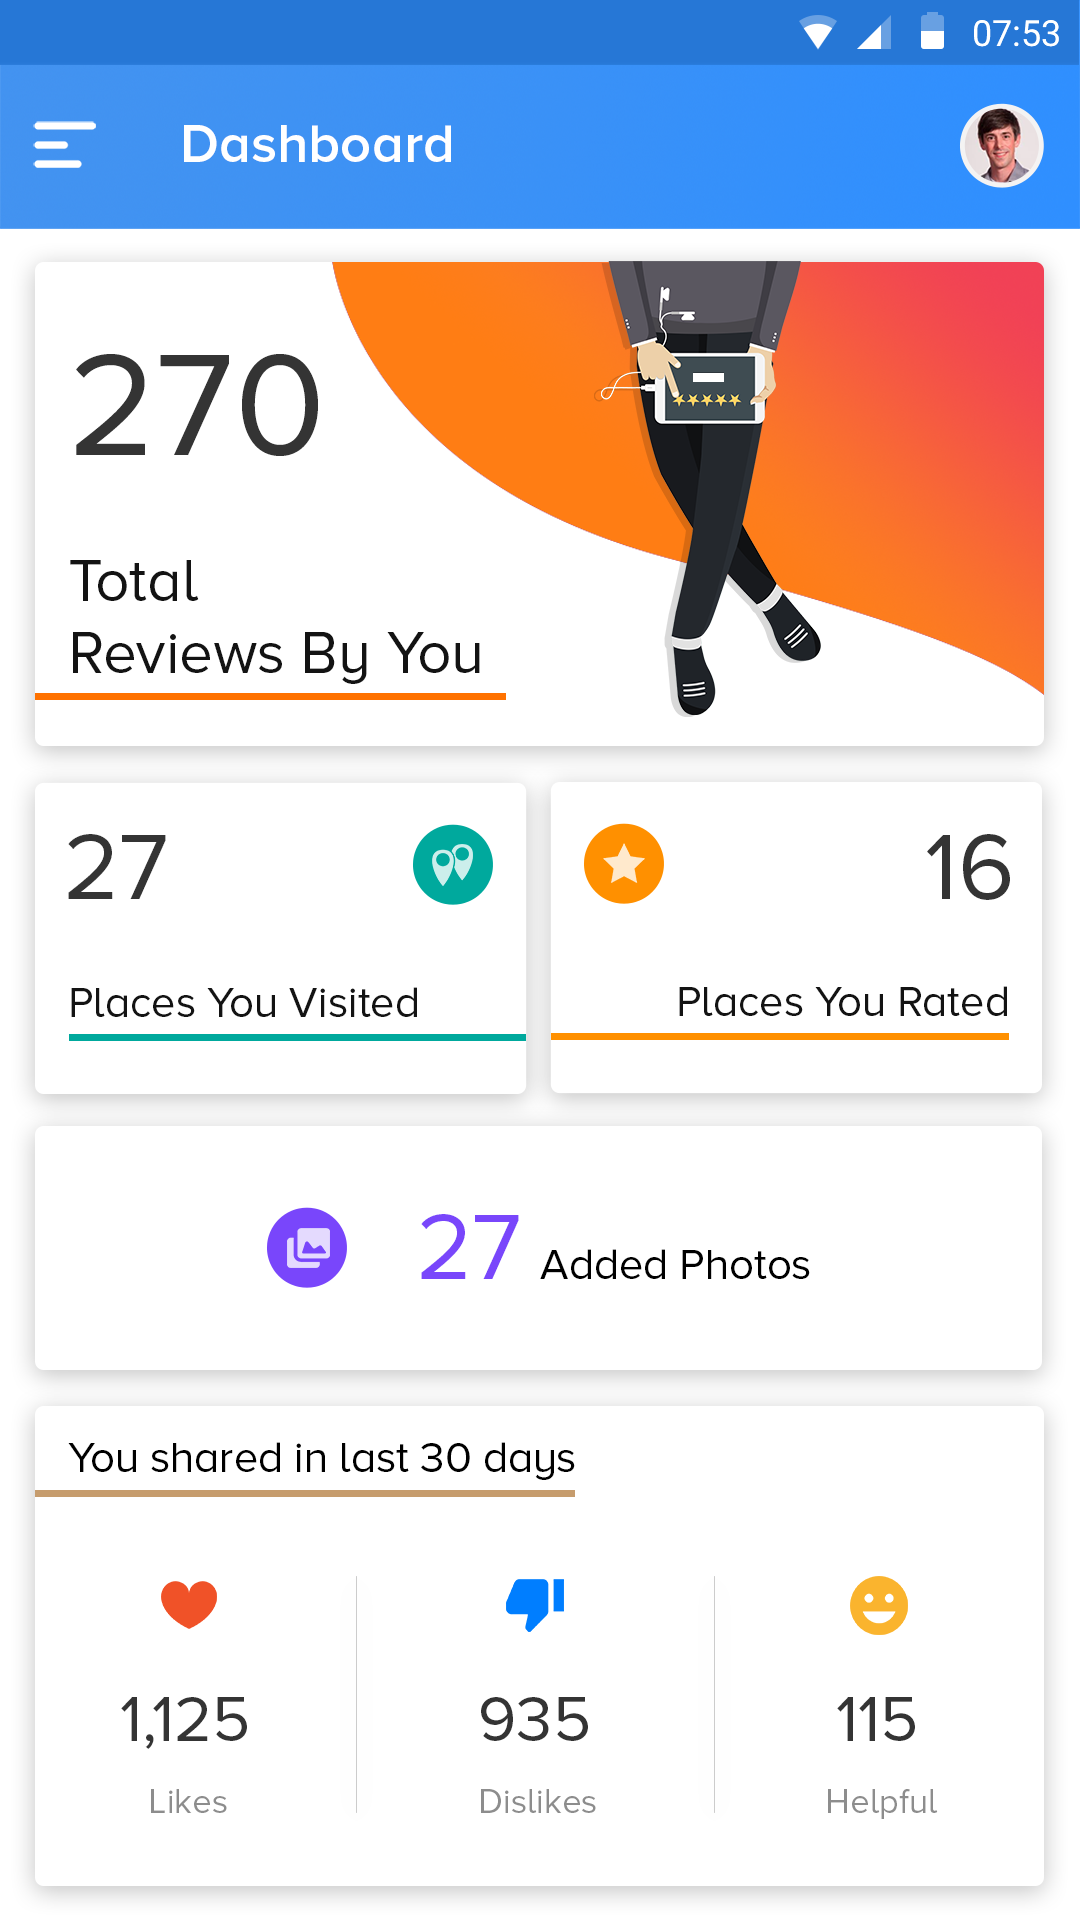 07:53
Dashboard
270
Total
Reviews By You
27
Places You Visited
16
Places You Rated
27 Added Photos
You shared in last 30 days
1,125
Likes
935
Dislikes
115
Helpful